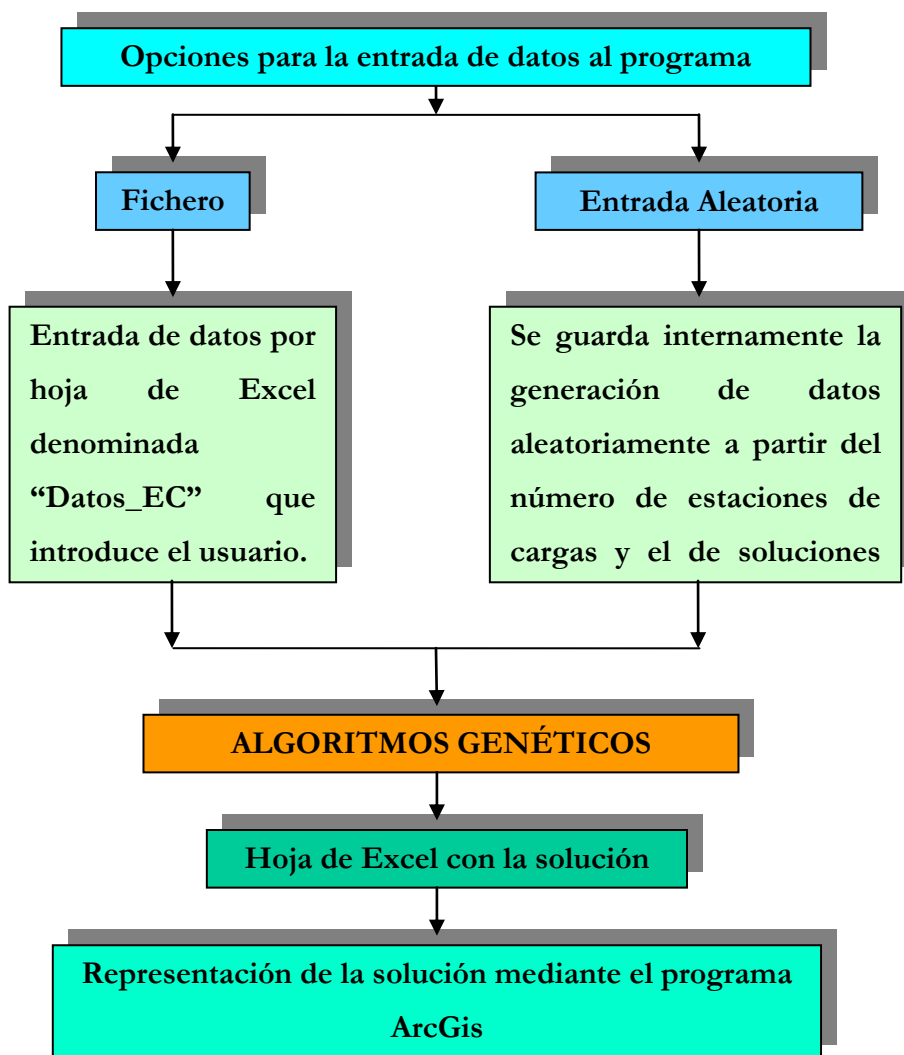 Opciones para la entrada de datos al programa
Fichero
Entrada Aleatoria
Entrada de datos por
hoja de Excel
denominada
“Datos_EC” que
introduce el usuario.
Se guarda internamente la
generación de datos
aleatoriamente a partir del
número de estaciones de
cargas y el de soluciones
ALGORITMOS GENÉTICOS
Hoja de Excel con la solución
Representación de la solución mediante el programa
ArcGis